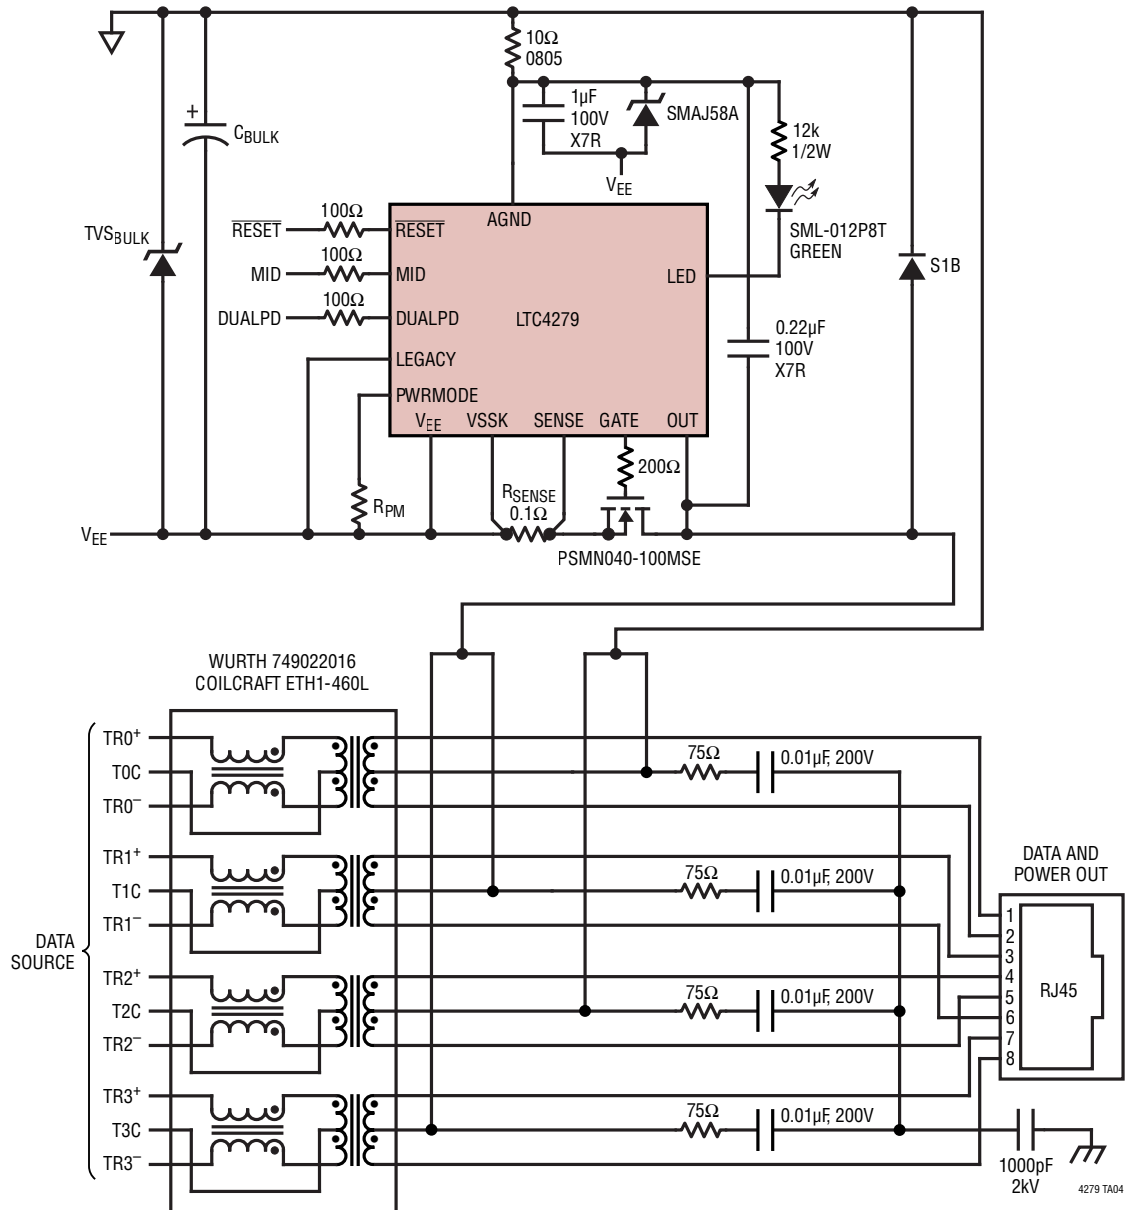 10Ω
0805
1µF
100V
X7R
SMAJ58A
12k
1/2W
+
CBULK
VEE
TVSBULK
RESET
100Ω
RESET
AGND
SML-012P8T
GREEN
S1B
MID
100Ω
MID
LED
DUALPD
100Ω
DUALPD
LTC4279
0.22µF
100V
X7R
LEGACY
PWRMODE
VEE
VSSK
SENSE
GATE
OUT
200Ω
RPM
RSENSE
0.1Ω
VEE
PSMN040-100MSE
WURTH 749022016
COILCRAFT ETH1-460L
TR0+
T0C
TR0–
75Ω
0.01µF, 200V
TR1+
T1C
TR1–
75Ω
0.01µF, 200V
DATA AND
POWER OUT
DATA
SOURCE
TR2+
T2C
TR2–
75Ω
0.01µF, 200V
1
2
3
4
5
6
7
8
RJ45
TR3+
T3C
TR3–
75Ω
0.01µF, 200V
1000pF
2kV
4279 TA04